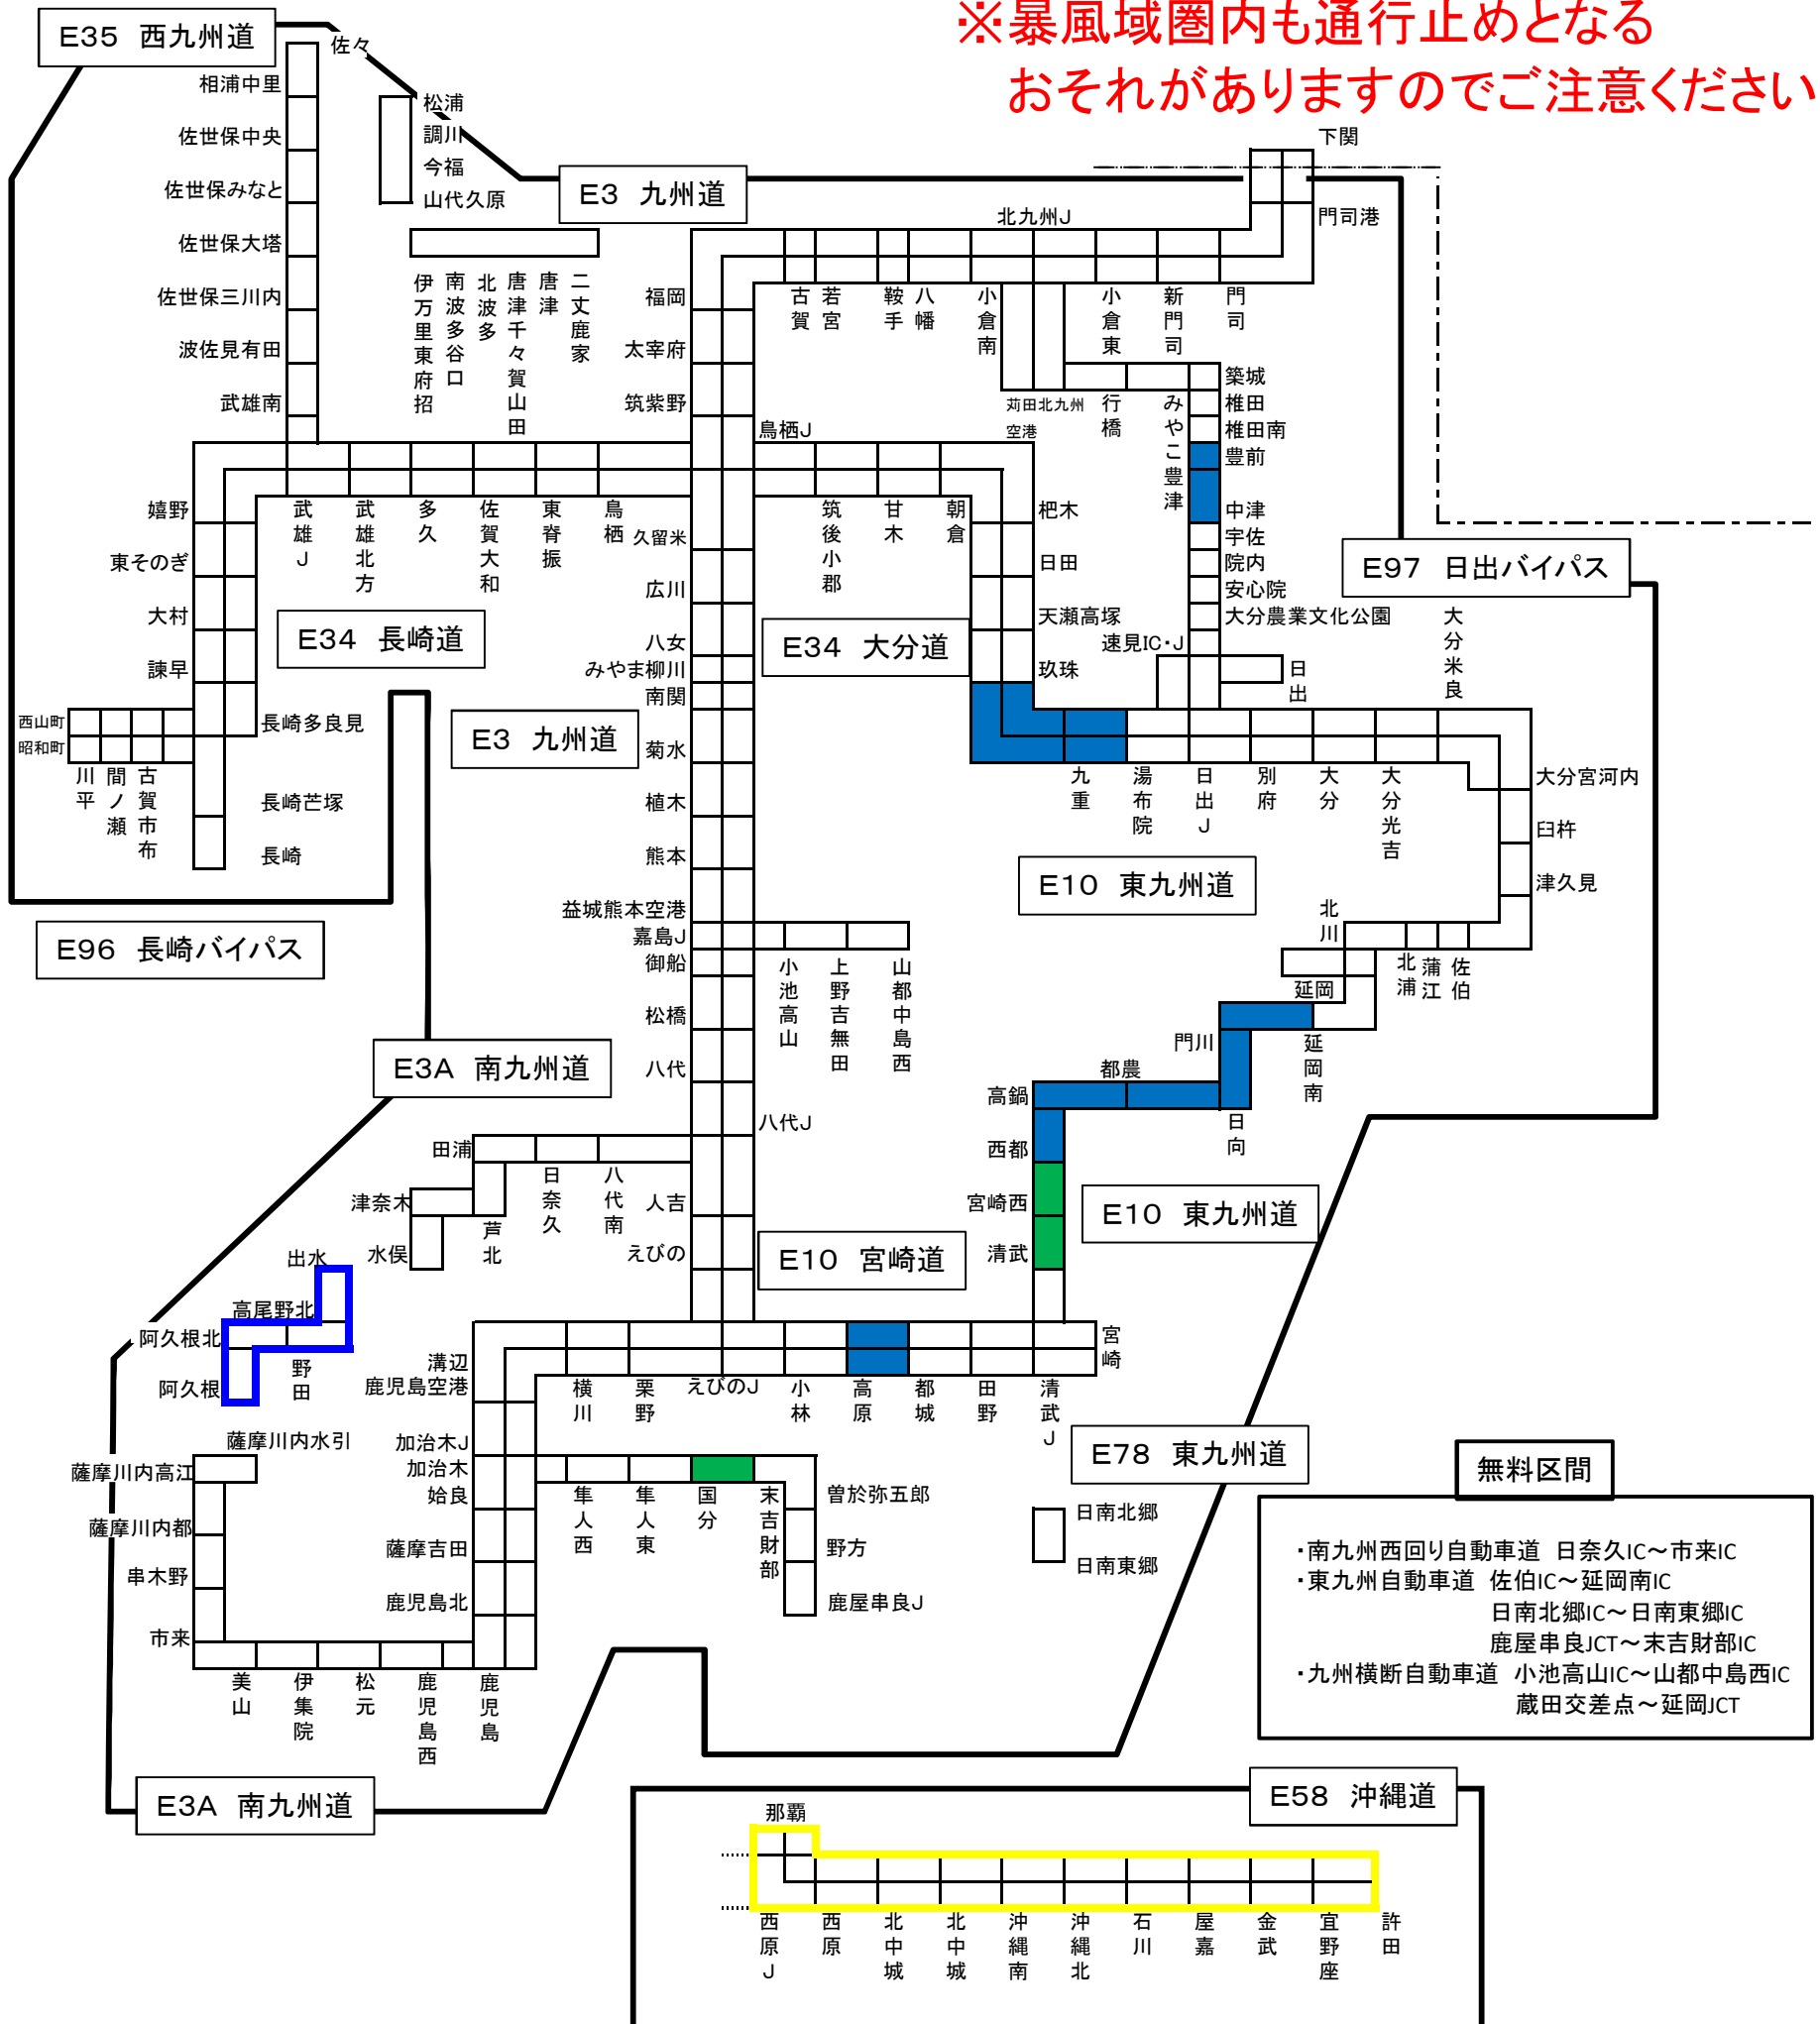 ※暴風域圏内も通行止めとなる
おそれがありますのでご注意ください
E35 西九州道
佐々
相浦中里
佐世保中央
佐世保みなと
佐世保大塔
佐世保三川内
波佐見有田
武雄南
松浦
調川
今福
山代久原
E3 九州道
下関
門司港
北九州J
伊万里東府招
南波多谷口
北波多
唐津千々賀山田
唐津
二丈鹿家
福岡
太宰府
筑紫野
古賀
若宮
鞍手
八幡
小倉南
小倉東
新門司
門司
苅田北九州
空港
行橋
みやこ豊津
築城
椎田
椎田南
豊前
中津
宇佐
院内
安心院
大分農業文化公園
速見IC・J
日出
大分米良
E97 日出バイパス
鳥栖J
嬉野
東そのぎ
大村
諫早
武雄J
武雄北方
多久
佐賀大和
東脊振
鳥栖
久留米
広川
八女
みやま柳川
南関
菊水
植木
熊本
益城熊本空港
嘉島J
御船
松橋
八代
筑後小郡
甘木
朝倉
杷木
日田
天瀬高塚
玖珠
E34 長崎道
E34 大分道
E3 九州道
西山町
昭和町
川平
間ノ瀬
古賀市布
長崎多良見
長崎芒塚
長崎
E96 長崎バイパス
九重
湯布院
日出J
別府
大分
大分光吉
大分宮河内
臼杵
津久見
E10 東九州道
北川
北浦
蒲江
佐伯
延岡
延岡南
門川
日向
都農
高鍋
西都
宮崎西
清武
小池高山
上野吉無田
山都中島西
E3A 南九州道
八代J
田浦
日奈久
八代南
津奈木
芦北
水俣
人吉
えびの
E10 宮崎道
E10 東九州道
出水
高尾野北
阿久根北
野田
阿久根
溝辺
鹿児島空港
横川
栗野
えびのJ
小林
高原
都城
田野
清武J
宮崎
E78 東九州道
薩摩川内水引
薩摩川内高江
薩摩川内都
串木野
市来
加治木J
加治木
姶良
薩摩吉田
鹿児島北
隼人西
隼人東
国分
末吉財部
曽於弥五郎
野方
鹿屋串良J
日南北郷
日南東郷
美山
伊集院
松元
鹿児島西
鹿児島
E3A 南九州道
無料区間
・南九州西回り自動車道 日奈久IC～市来IC
・東九州自動車道 佐伯IC～延岡南IC
日南北郷IC～日南東郷IC
鹿屋串良JCT～末吉財部IC
・九州横断自動車道 小池高山IC～山都中島西IC
蔵田交差点～延岡JCT
E58 沖縄道
那覇
西原J
西原
北中城
北中城
沖縄南
沖縄北
石川
屋嘉
金武
宜野座
許田